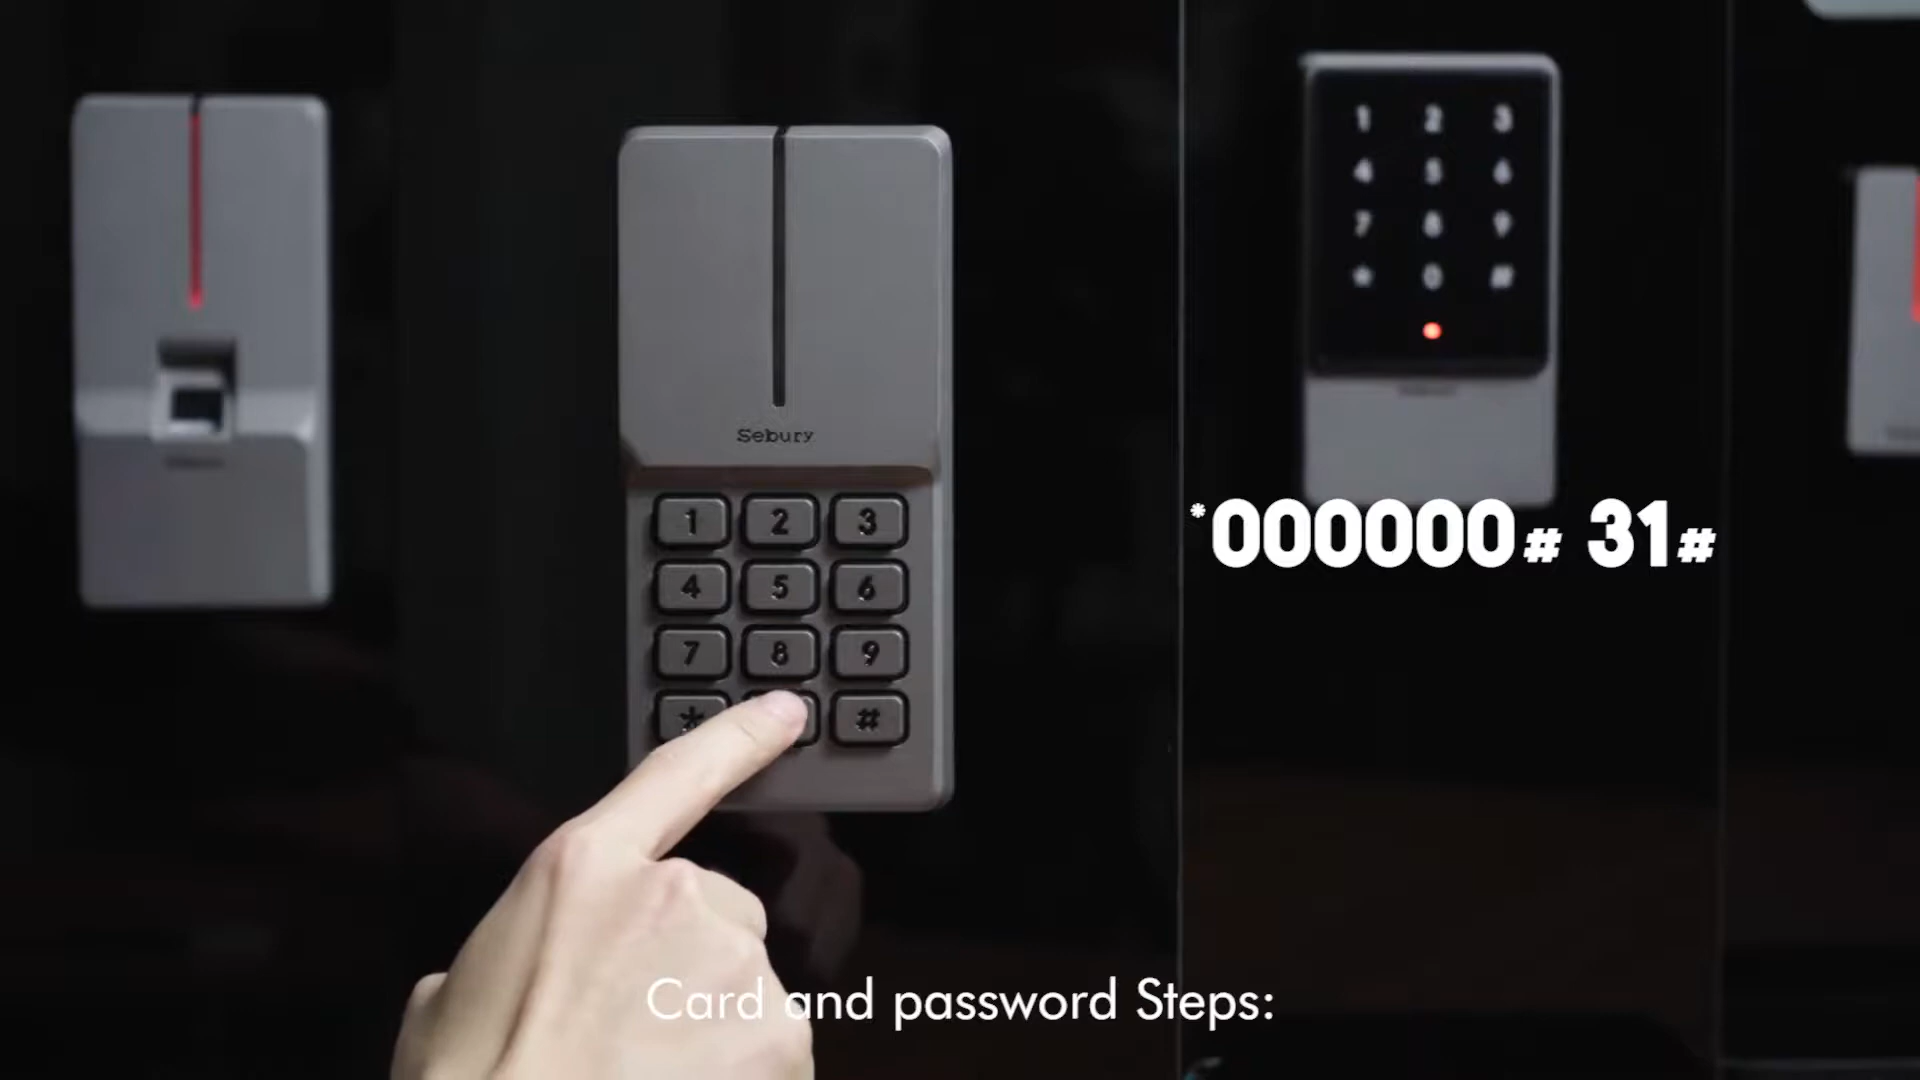 1 2 3
4 5 6
7 8 9
* 0 #
Sebury
1 2 3
4 5 6
7 8 9
* #
*000000# 31#
Card and password Steps: